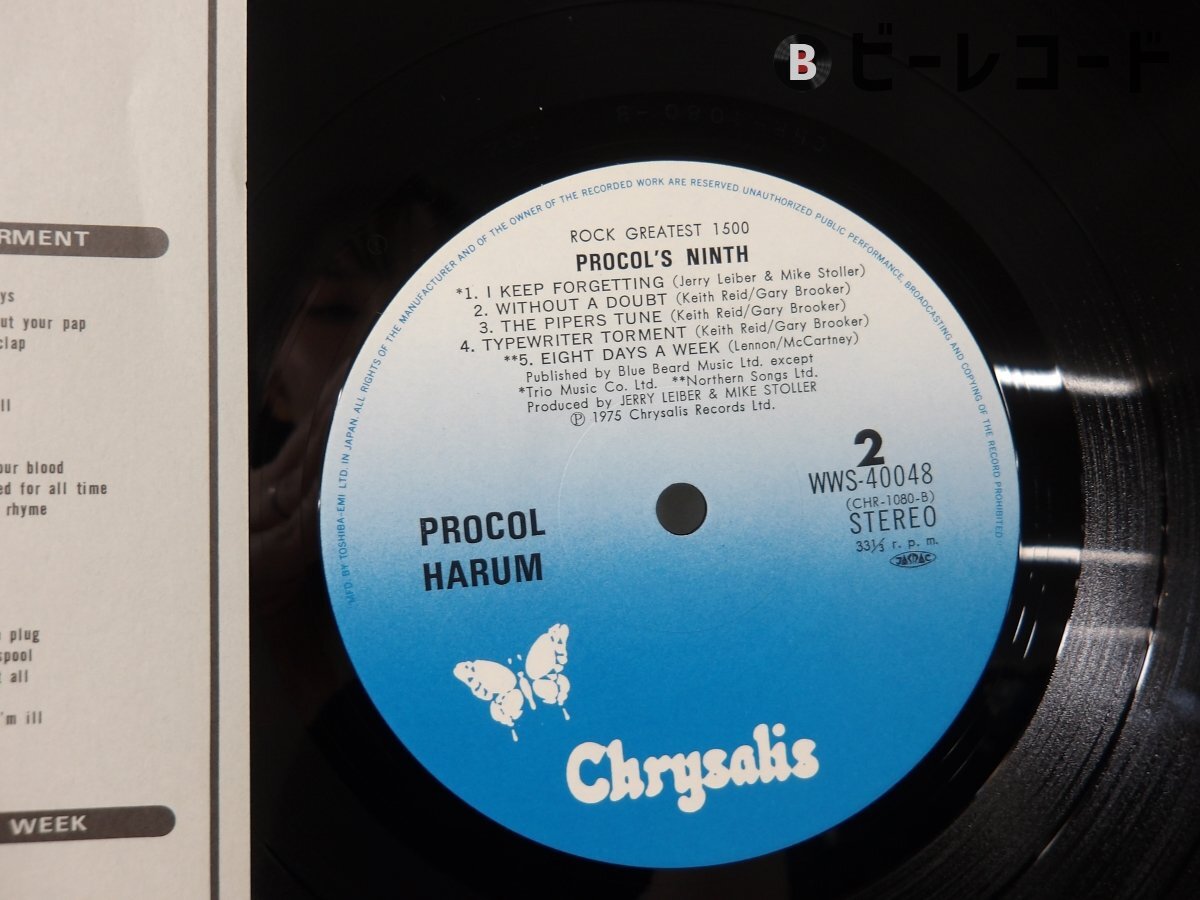 B ビーレコード
RMENT
ys
ut your pap
clap
ll
our blood
ed for all time
rhyme
plug
spool
all
'm ill
WEEK
MFD. BY TOSHIBA-EMI LTD. IN JAPAN. ALL RIGHTS OF THE MANUFACTURER AND OF THE OWNER OF THE RECORDED WORK ARE RESERVED UNAUTHORIZED PUBLIC PERFORMANCE, BROADCASTING AND COPYING OF THE RECORD PROHIBITED.
ROCK GREATEST 1500
PROCOL'S NINTH
*1. I KEEP FORGETTING (Jerry Leiber & Mike Stoller)
2. WITHOUT A DOUBT (Keith Reid/Gary Brooker)
3. THE PIPERS TUNE (Keith Reid/Gary Brooker)
4. TYPEWRITER TORMENT (Keith Reid/Gary Brooker)
**5. EIGHT DAYS A WEEK (Lennon/McCartney)
Published by Blue Beard Music Ltd. except
*Trio Music Co. Ltd. **Northern Songs Ltd.
Produced by JERRY LEIBER & MIKE STOLLER
Ⓟ 1975 Chrysalis Records Ltd.
2
WWS-40048
(CHR-1080-B)
STEREO
33⅓ r. p. m.
JASRAC
PROCOL
HARUM
Chrysalis